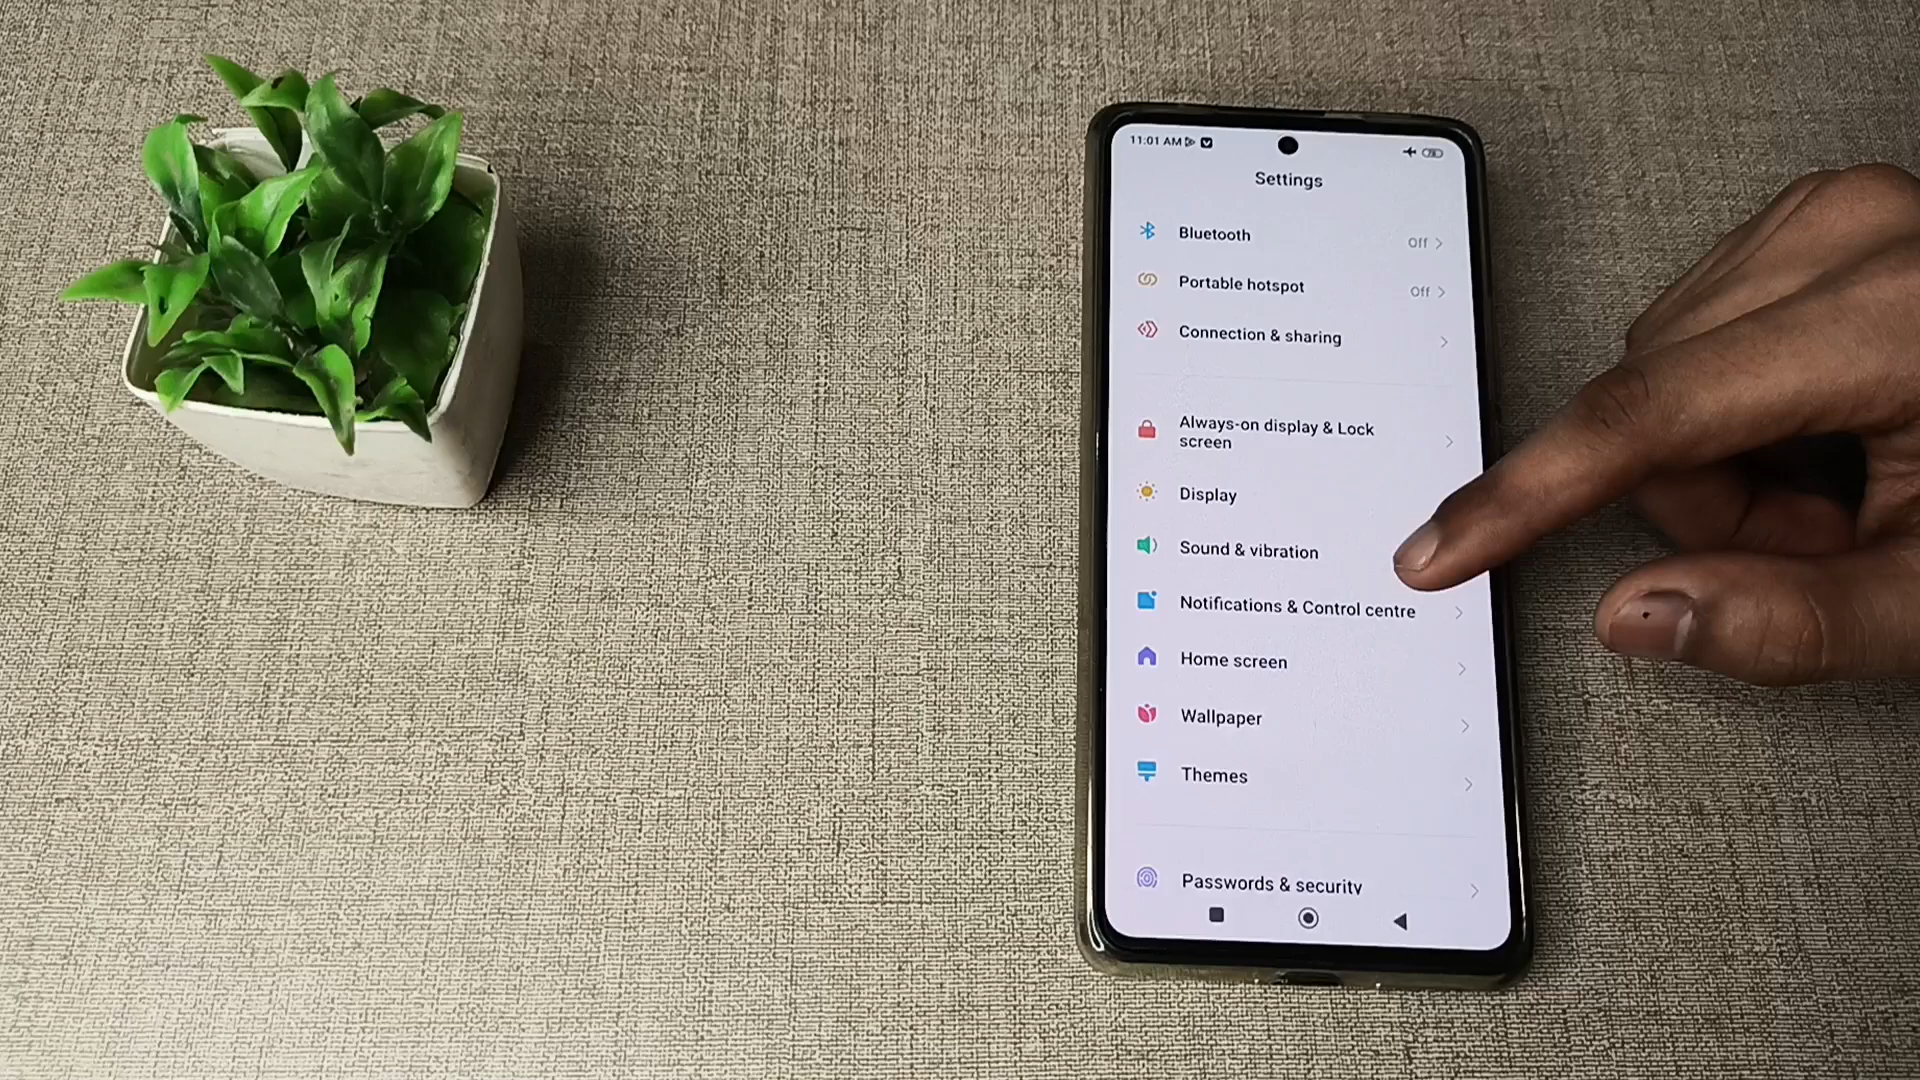 11:01 AM
Settings
Bluetooth
Off
Portable hotspot
Off
Connection & sharing
Always-on display & Lock
screen
Display
Sound & vibration
Notifications & Control centre
Home screen
Wallpaper
Themes
Passwords & security